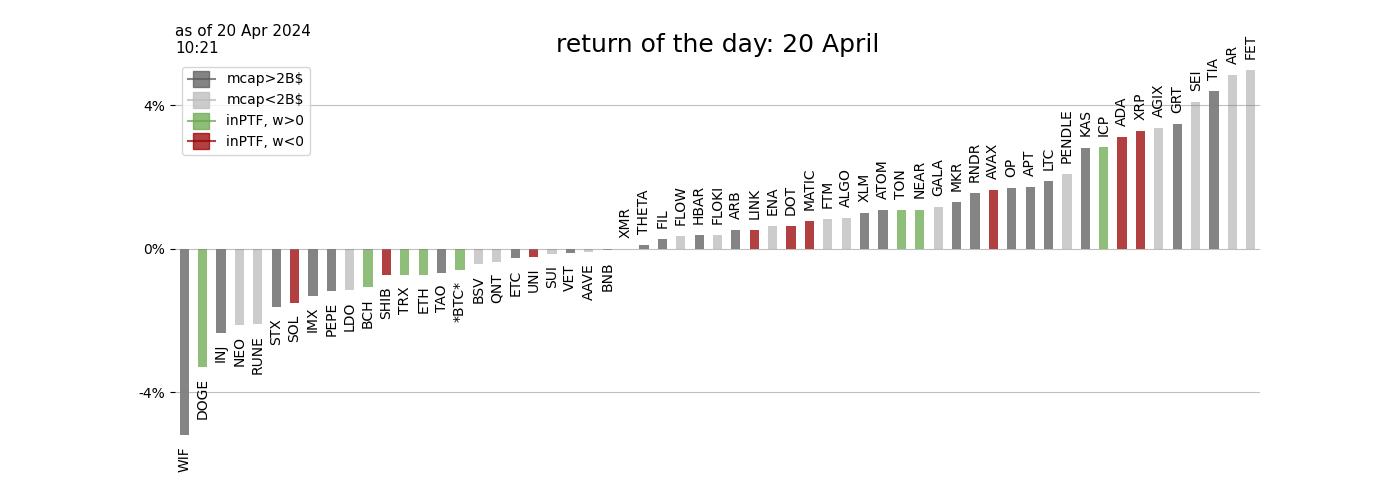 as of 20 Apr 2024
10:21
return of the day: 20 April
mcap>2B$
mcap<2B$
inPTF, w>0
inPTF, w<0
4%
0%
-4%
WIF
DOGE
INJ
NEO
RUNE
STX
SOL
IMX
PEPE
LDO
BCH
SHIB
TRX
ETH
TAO
*BTC*
BSV
QNT
ETC
UNI
SUI
VET
AAVE
BNB
XMR
THETA
FIL
FLOW
HBAR
FLOKI
ARB
LINK
ENA
DOT
MATIC
FTM
ALGO
XLM
ATOM
TON
NEAR
GALA
MKR
RNDR
AVAX
OP
APT
LTC
PENDLE
KAS
ICP
ADA
XRP
AGIX
GRT
SEI
TIA
AR
FET